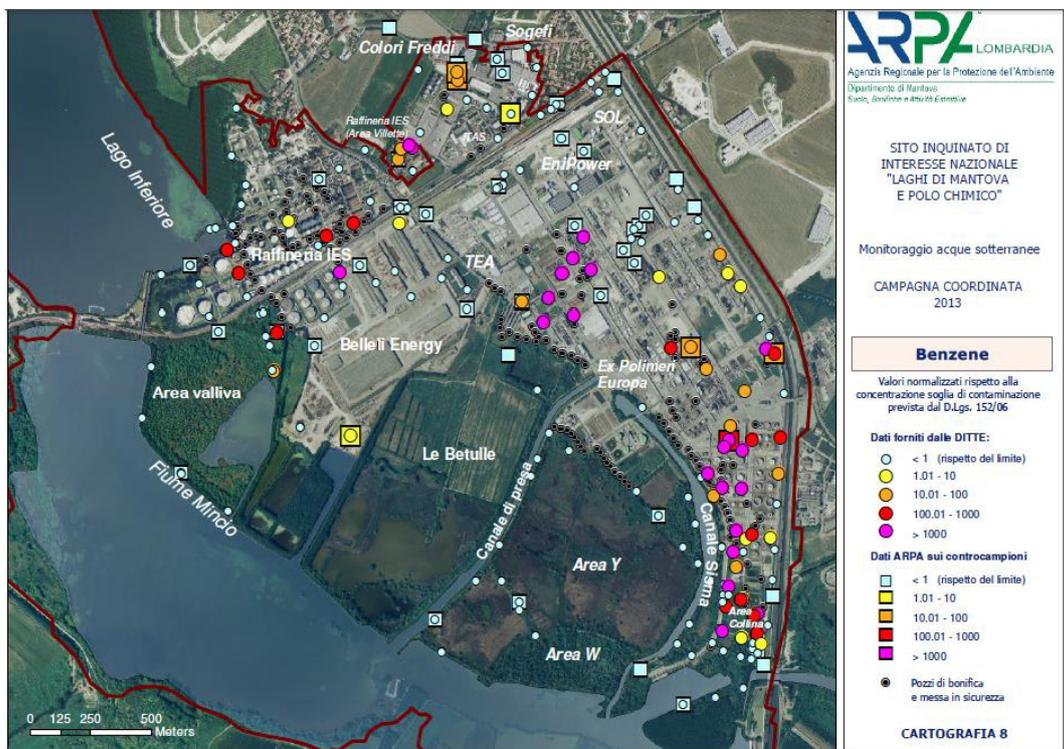 Sogefi
Colori Freddi
Raffineria IES
(Area Villette)
ITAS
SOL
EniPower
Lago Inferiore
Raffineria IES
TEA
Belleli Energy
Ex Polimeri
Europa
Area valliva
Le Betulle
Fiume Mincio
Canale di presa
Canale Sisma
Area Y
Area
Collina
Area W
0 125 250 500
Meters
ARPA LOMBARDIA
Agenzia Regionale per la Protezione dell'Ambiente
Dipartimento di Mantova
Suolo, Bonifiche e Attività Estrattive
SITO INQUINATO DI
INTERESSE NAZIONALE
"LAGHI DI MANTOVA
E POLO CHIMICO"
Monitoraggio acque sotterranee
CAMPAGNA COORDINATA
2013
Benzene
Valori normalizzati rispetto alla
concentrazione soglia di contaminazione
prevista dal D.Lgs. 152/06
Dati forniti dalle DITTE:
< 1 (rispetto del limite)
1.01 - 10
10.01 - 100
100.01 - 1000
> 1000
Dati ARPA sui controcampioni
< 1 (rispetto del limite)
1.01 - 10
10.01 - 100
100.01 - 1000
> 1000
Pozzi di bonifica
e messa in sicurezza
CARTOGRAFIA 8